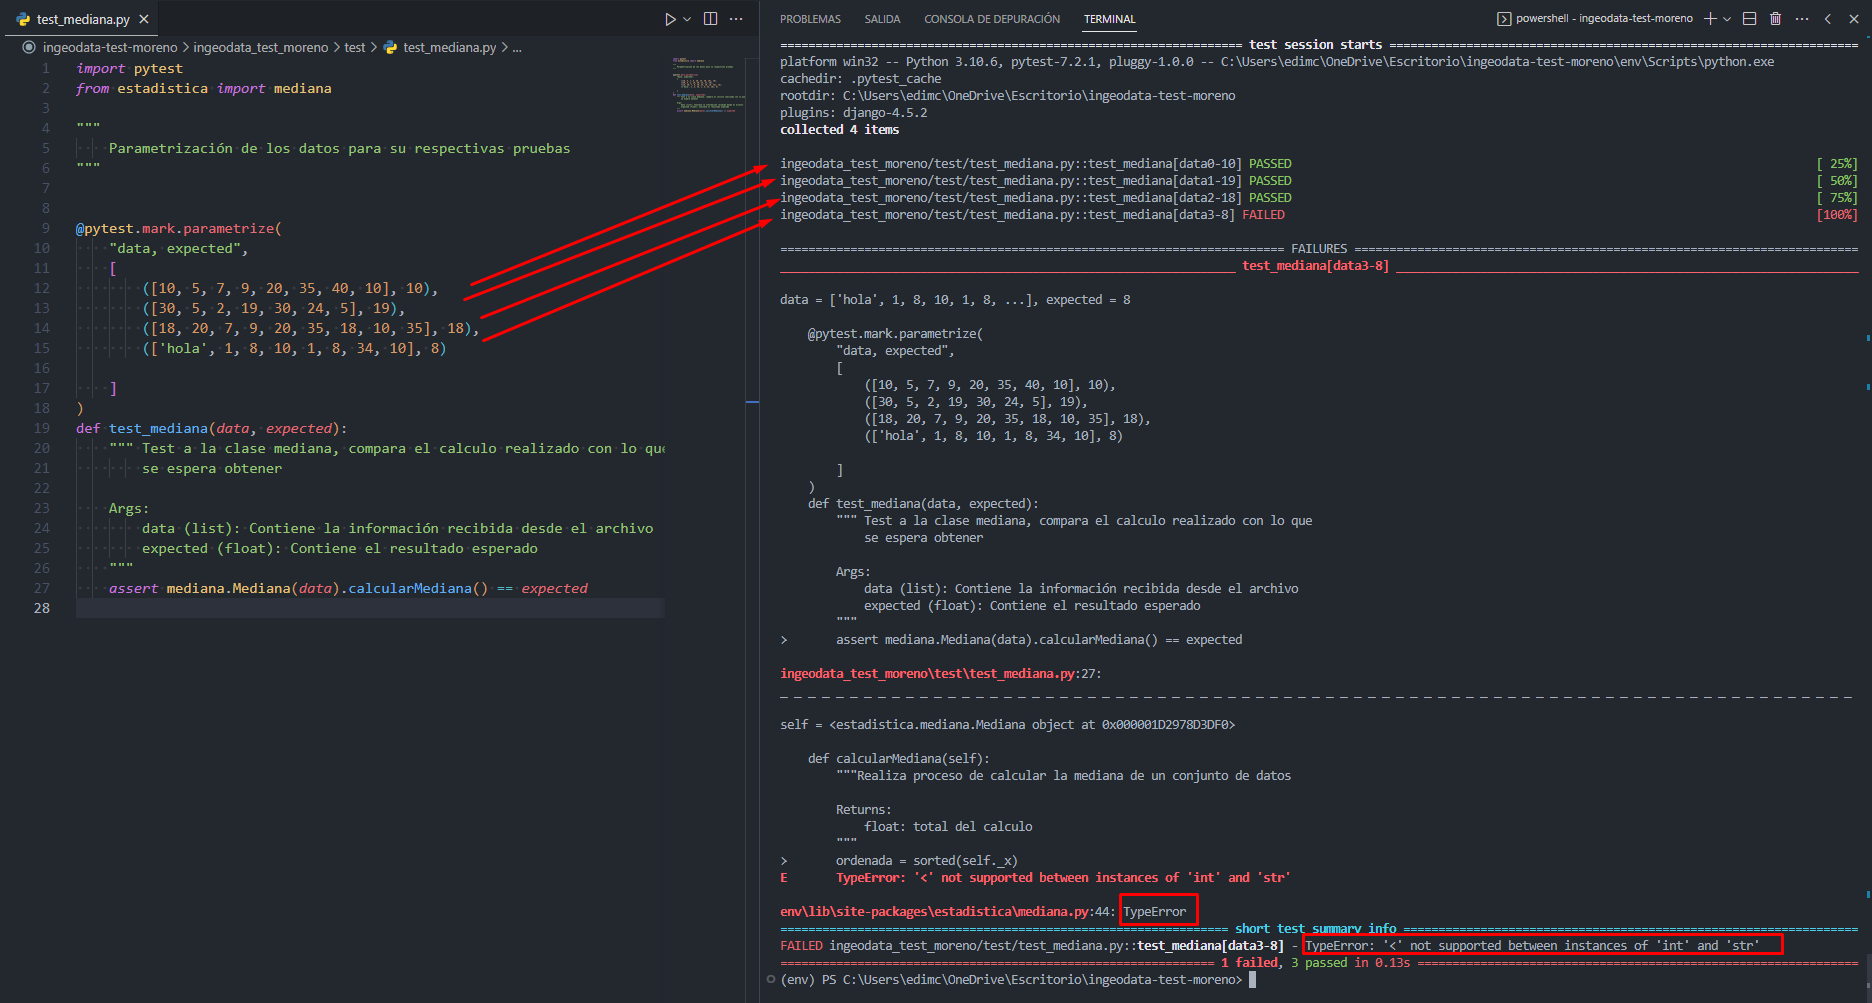 test_mediana.py
ingeodata-test-moreno > ingeodata_test_moreno > test > test_mediana.py > ...
1 import pytest
2 from estadistica import mediana
3
4 """
5 Parametrización de los datos para su respectivas pruebas
6 """
7
8
9 @pytest.mark.parametrize(
10 "data, expected",
11 [
12 ([10, 5, 7, 9, 20, 35, 40, 10], 10),
13 ([30, 5, 2, 19, 30, 24, 5], 19),
14 ([18, 20, 7, 9, 20, 35, 18, 10, 35], 18),
15 (['hola', 1, 8, 10, 1, 8, 34, 10], 8)
16
17 ]
18 )
19 def test_mediana(data, expected):
20 """ Test a la clase mediana, compara el calculo realizado con lo que
21 se espera obtener
22
23 Args:
24 data (list): Contiene la información recibida desde el archivo
25 expected (float): Contiene el resultado esperado
26 """
27 assert mediana.Mediana(data).calcularMediana() == expected
28
PROBLEMAS SALIDA CONSOLA DE DEPURACIÓN TERMINAL
powershell - ingeodata-test-moreno
test session starts
platform win32 -- Python 3.10.6, pytest-7.2.1, pluggy-1.0.0 -- C:\Users\edimc\OneDrive\Escritorio\ingeodata-test-moreno\env\Scripts\python.exe
cachedir: .pytest_cache
rootdir: C:\Users\edimc\OneDrive\Escritorio\ingeodata-test-moreno
plugins: django-4.5.2
collected 4 items
ingeodata_test_moreno/test/test_mediana.py::test_mediana[data0-10] PASSED [ 25%]
ingeodata_test_moreno/test/test_mediana.py::test_mediana[data1-19] PASSED [ 50%]
ingeodata_test_moreno/test/test_mediana.py::test_mediana[data2-18] PASSED [ 75%]
ingeodata_test_moreno/test/test_mediana.py::test_mediana[data3-8] FAILED [100%]
FAILURES
test_mediana[data3-8]
data = ['hola', 1, 8, 10, 1, 8, ...], expected = 8
@pytest.mark.parametrize(
"data, expected",
[
([10, 5, 7, 9, 20, 35, 40, 10], 10),
([30, 5, 2, 19, 30, 24, 5], 19),
([18, 20, 7, 9, 20, 35, 18, 10, 35], 18),
(['hola', 1, 8, 10, 1, 8, 34, 10], 8)
]
)
def test_mediana(data, expected):
""" Test a la clase mediana, compara el calculo realizado con lo que
se espera obtener
Args:
data (list): Contiene la información recibida desde el archivo
expected (float): Contiene el resultado esperado
"""
> assert mediana.Mediana(data).calcularMediana() == expected
ingeodata_test_moreno\test\test_mediana.py:27:
self = <estadistica.mediana.Mediana object at 0x000001D2978D3DF0>
def calcularMediana(self):
"""Realiza proceso de calcular la mediana de un conjunto de datos
Returns:
float: total del calculo
"""
> ordenada = sorted(self._x)
E TypeError: '<' not supported between instances of 'int' and 'str'
env\lib\site-packages\estadistica\mediana.py:44: TypeError
short test summary info
FAILED ingeodata_test_moreno/test/test_mediana.py::test_mediana[data3-8] - TypeError: '<' not supported between instances of 'int' and 'str'
1 failed, 3 passed in 0.13s
(env) PS C:\Users\edimc\OneDrive\Escritorio\ingeodata-test-moreno>